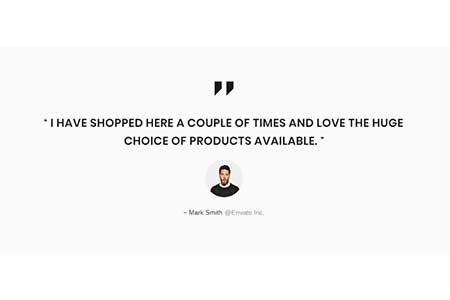 "
" I HAVE SHOPPED HERE A COUPLE OF TIMES AND LOVE THE HUGE
CHOICE OF PRODUCTS AVAILABLE. "
– Mark Smith @Envato Inc.